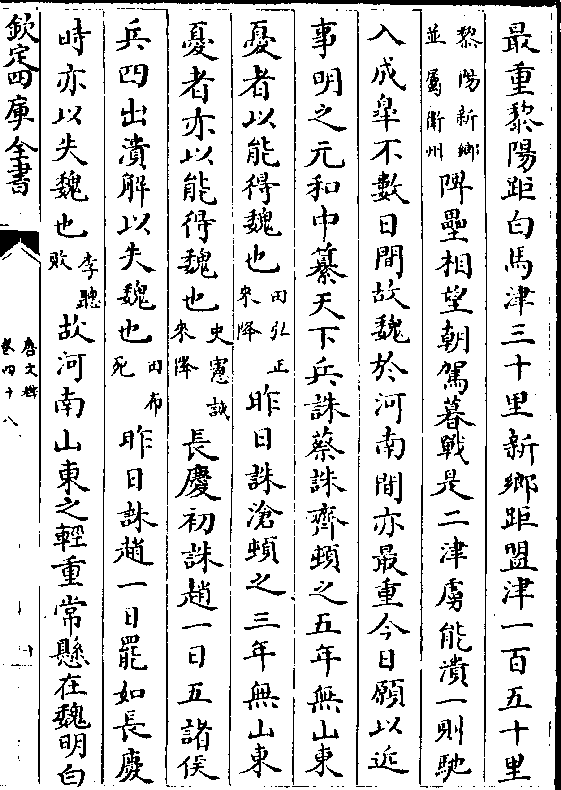 最重黎陽距白馬津三十里新鄉距盟津一百五十里
黎陽新鄉並屬衛州陴壘相望朝駕暮戰是二津虜能潰一則馳
入成皐不數日間故魏於河南間亦最重今日願以近
事明之元和中纂天下兵誅蔡誅齊頓之五年無山東
憂者以能得魏也田弘正來降昨日誅滄頓之三年無山東
憂者亦以能得魏也史憲誠來降長慶初誅趙一日五諸侯
兵四出潰解以失魏也田布死昨日誅趙一日罷如長慶
時亦以失魏也李聽敗故河南山東之輕重常懸在魏明白
欽定四庫全書
唐文粹
卷四十八
十